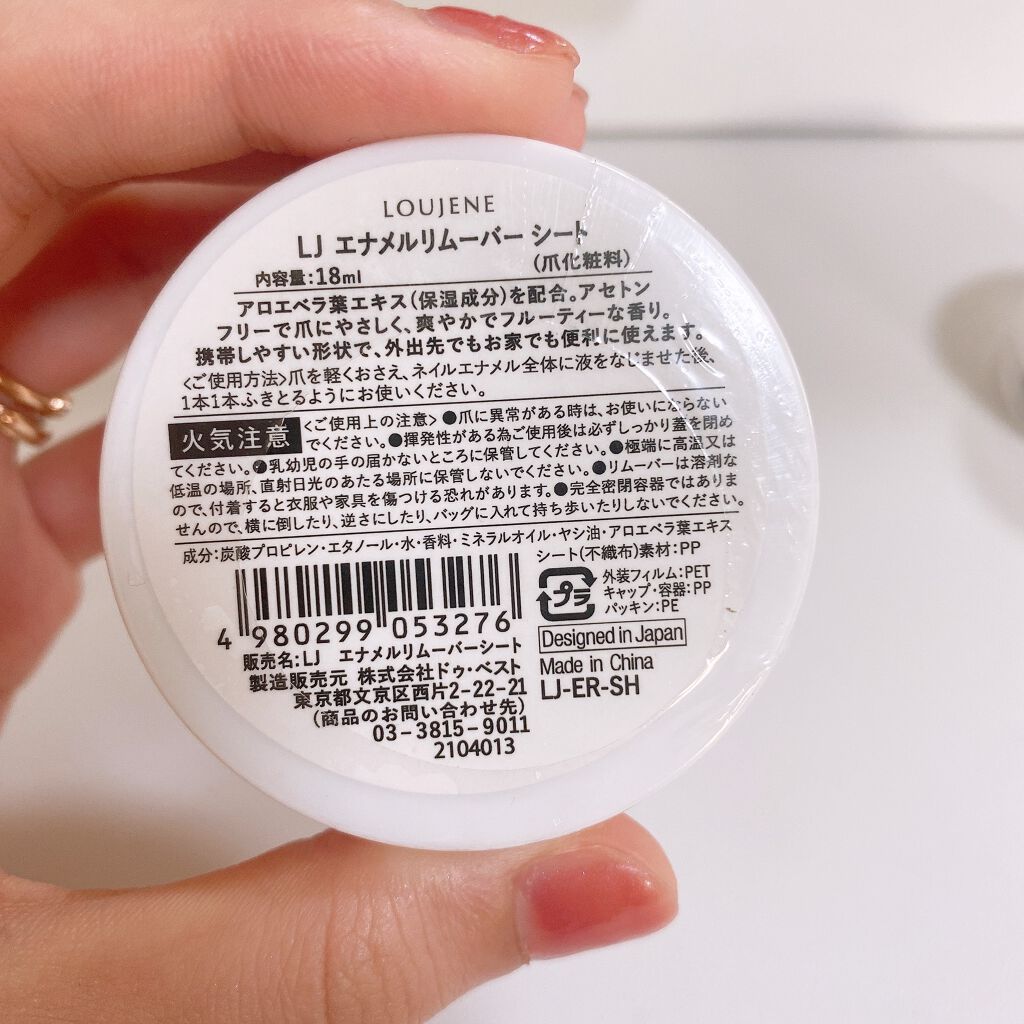 LOUJENE
LJ エナメルリムーバー シート
内容量:18ml (爪化粧料)
アロエベラ葉エキス(保湿成分)を配合。アセトン
フリーで爪にやさしく、爽やかでフルーティーな香り。
携帯しやすい形状で、外出先でもお家でも便利に使えます。
<ご使用方法>爪を軽くおさえ、ネイルエナメル全体に液をなじませた後、
1本1本ふきとるようにお使いください。
火気注意
<ご使用上の注意>●爪に異常がある時は、お使いにならない
でください。●揮発性がある為ご使用後は必ずしっかり蓋を閉め
てください。●乳幼児の手の届かないところに保管してください。●極端に高温又は
低温の場所、直射日光のあたる場所に保管しないでください。●リムーバーは溶剤な
ので、付着すると衣服や家具を傷つける恐れがあります。●完全密閉容器ではありま
せんので、横に倒したり、逆さにしたり、バッグに入れて持ち歩いたりしないでください。
成分:炭酸プロピレン・エタノール・水・香料・ミネラルオイル・ヤシ油・アロエベラ葉エキス
シート(不織布)素材:PP
プラ
外装フィルム:PET
キャップ・容器:PP
パッキン:PE
4 980299 053276
Designed in Japan
Made in China
LJ-ER-SH
販売名:LJ エナメルリムーバーシート
製造販売元 株式会社ドゥ・ベスト
東京都文京区西片2-22-21
(商品のお問い合わせ先)
03-3815-9011
2104013